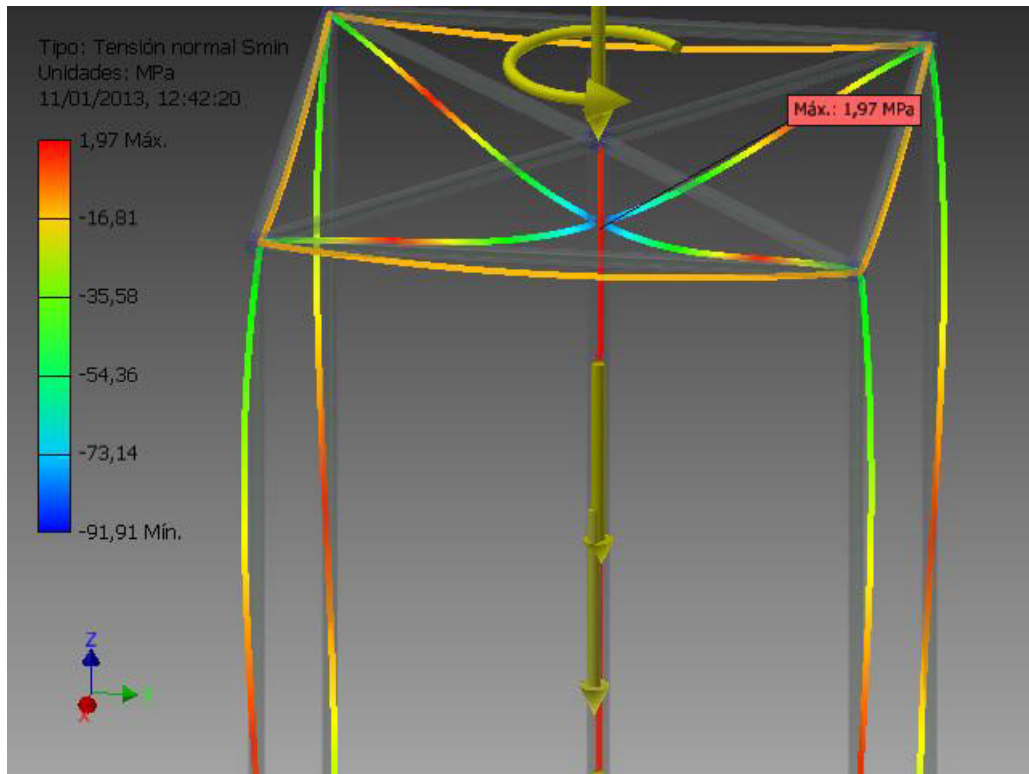 Tipo: Tensión normal Smin
Unidades: MPa
11/01/2013, 12:42:20
1,97 Máx.
-16,81
-35,58
-54,36
-73,14
-91,91 Mín.
Máx.: 1,97 MPa
Z
X